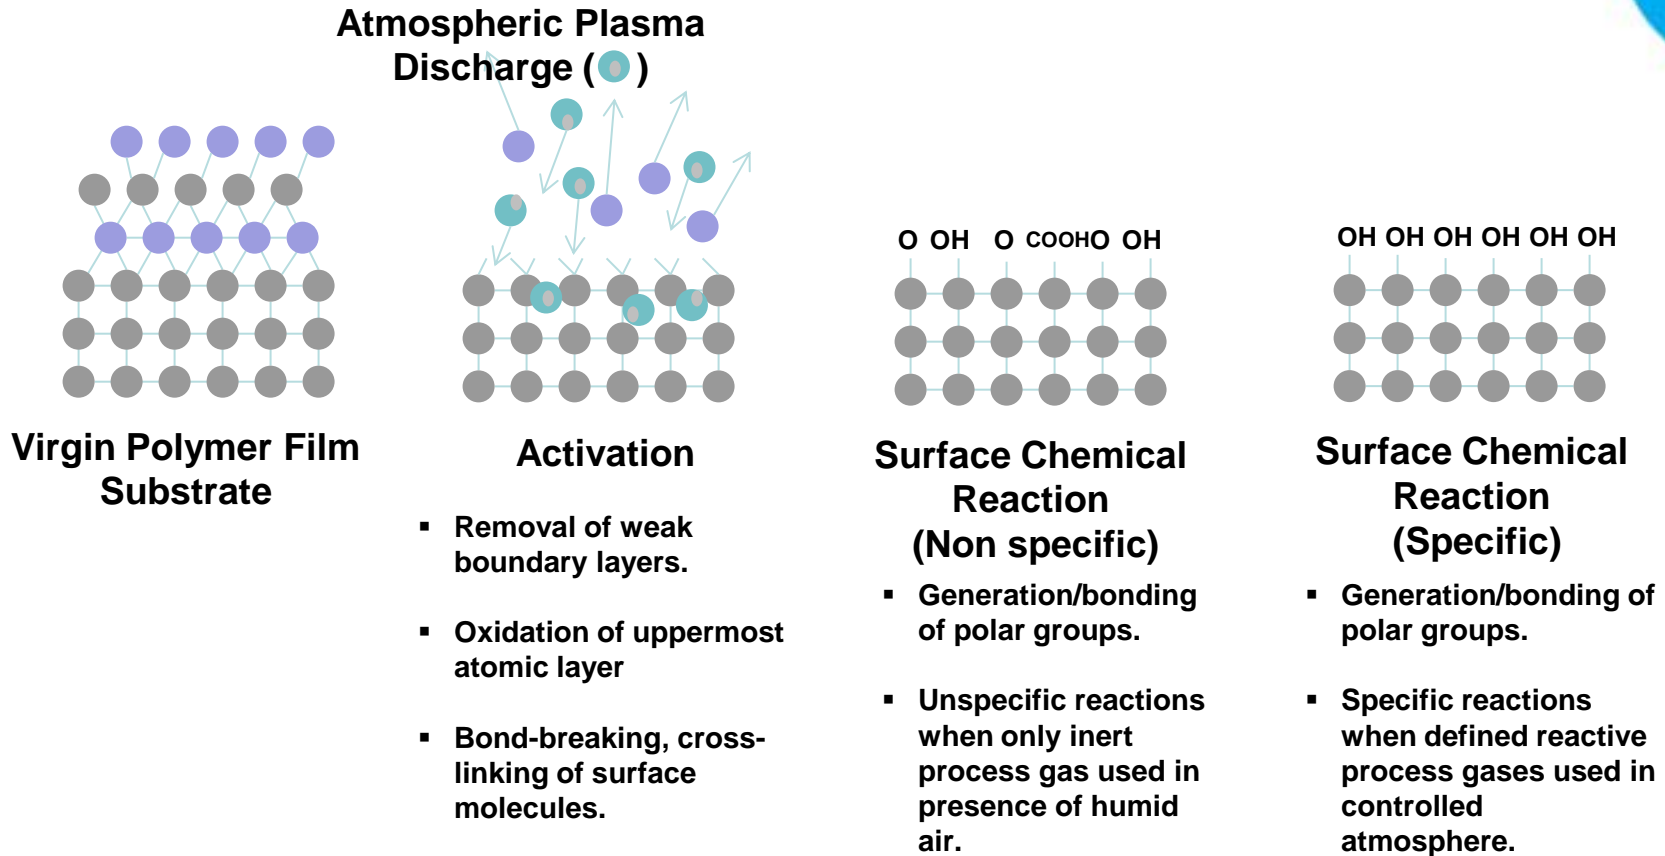 Atmospheric Plasma
Discharge ( )
O OH O COOHO OH
OH OH OH OH OH OH
Virgin Polymer Film
Substrate
Activation
▪ Removal of weak
boundary layers.
▪ Oxidation of uppermost
atomic layer
▪ Bond-breaking, cross-
linking of surface
molecules.
Surface Chemical
Reaction
(Non specific)
▪ Generation/bonding
of polar groups.
▪ Unspecific reactions
when only inert
process gas used in
presence of humid
air.
Surface Chemical
Reaction
(Specific)
▪ Generation/bonding of
polar groups.
▪ Specific reactions
when defined reactive
process gases used in
controlled
atmosphere.